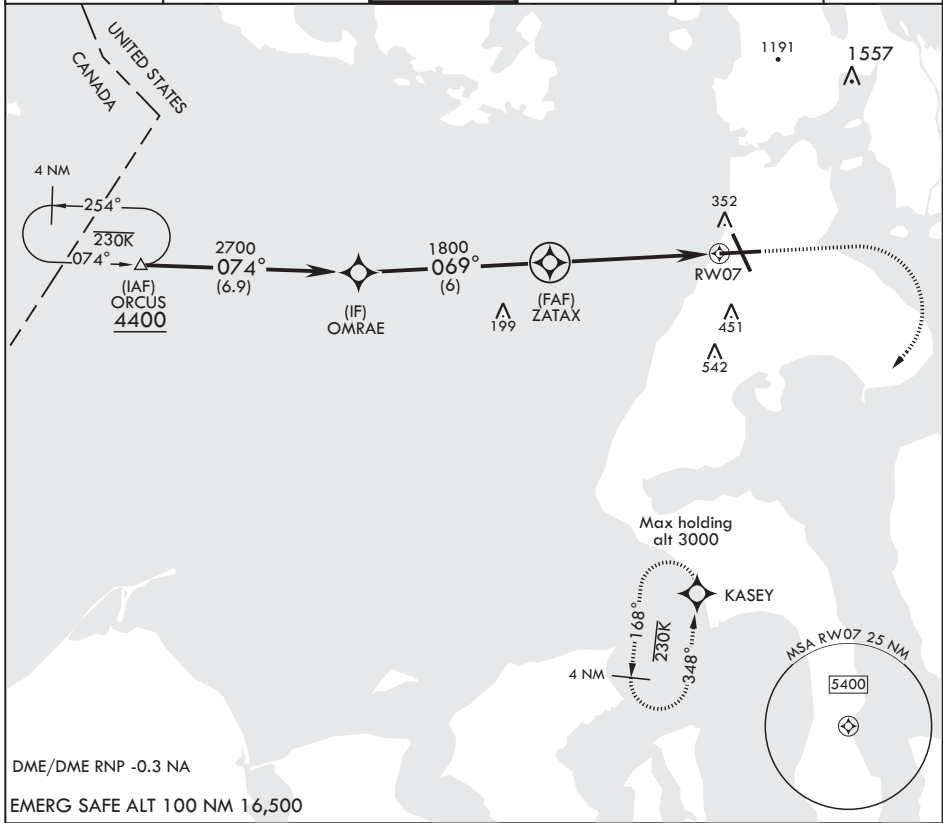 UNITED STATES
CANADA
1191
1557
4 NM
254°
230K
074°
(IAF)
ORCUS
4400
2700
074°
(6.9)
(IF)
OMRAE
1800
069°
(6)
(FAF)
ZATAX
199
352
RW07
451
542
Max holding
alt 3000
KASEY
168°
230K
348°
4 NM
MSA RW07 25 NM
5400
DME/DME RNP -0.3 NA
EMERG SAFE ALT 100 NM 16,500